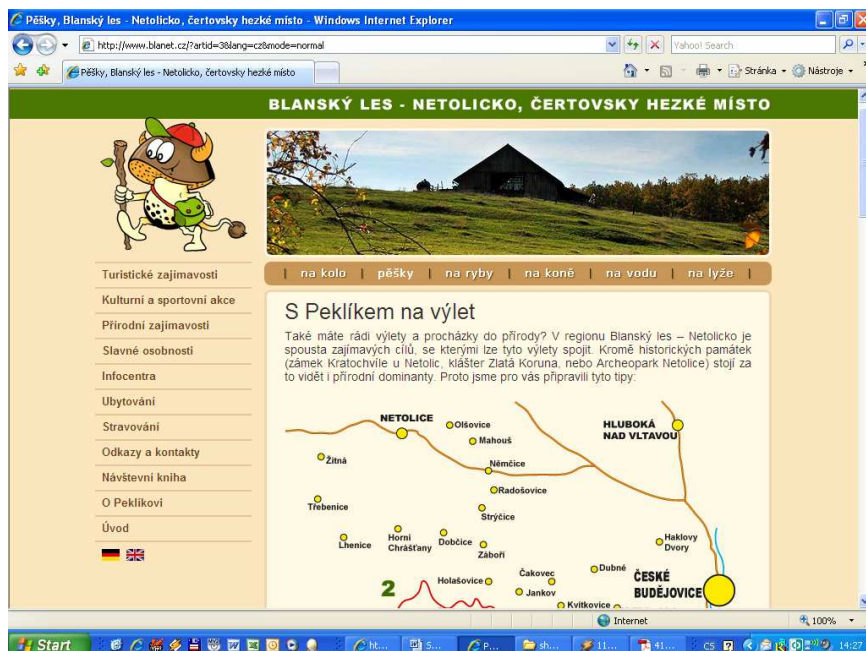 Pěšky, Blanský les - Netolicko, čertovsky hezké místo - Windows Internet Explorer
http://www.blanet.cz/?artid=38&lang=cz&mode=normal
Yahoo! Search
Pěšky, Blanský les - Netolicko, čertovsky hezké místo
Stránka
Nástroje
BLANSKÝ LES - NETOLICKO, ČERTOVSKY HEZKÉ MÍSTO
| na kolo | pěšky | na ryby | na koně | na vodu | na lyže |
Turistické zajímavosti
Kulturní a sportovní akce
Přírodní zajímavosti
Slavné osobnosti
Infocentra
Ubytování
Stravování
Odkazy a kontakty
Návštevní kniha
O Peklíkovi
Úvod
S Peklíkem na výlet
Také máte rádi výlety a procházky do přírody? V regionu Blanský les – Netolicko je
spousta zajímavých cílů, se kterými lze tyto výlety spojit. Kromě historických památek
(zámek Kratochvíle u Netolic, klášter Zlatá Koruna, nebo Archeopark Netolice) stojí za
to vidět i přírodní dominanty. Proto jsme pro vás připravili tyto tipy:
NETOLICE
Olšovice
HLUBOKÁ
NAD VLTAVOU
Mahouš
Žitná
Němčice
Radošovice
Třebenice
Strýčice
Lhenice
Horní
Chrášťany
Dobčice
Záboří
Haklovy
Dvory
2
Holašovice
Čakovec
Dubné
ČESKÉ
BUDĚJOVICE
Jankov
Kvítkovice
Internet
100%
Start
ht...
S...
P...
sh...
11...
41...
CS
14:27